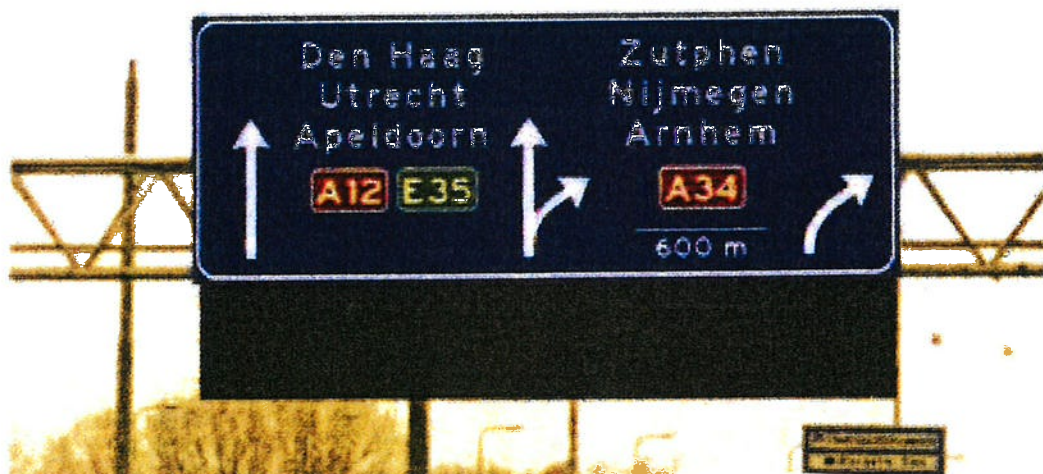 Den Haag
Utrecht
Apeldoorn
A12 E35
Zutphen
Nijmegen
Arnhem
A34
600 m